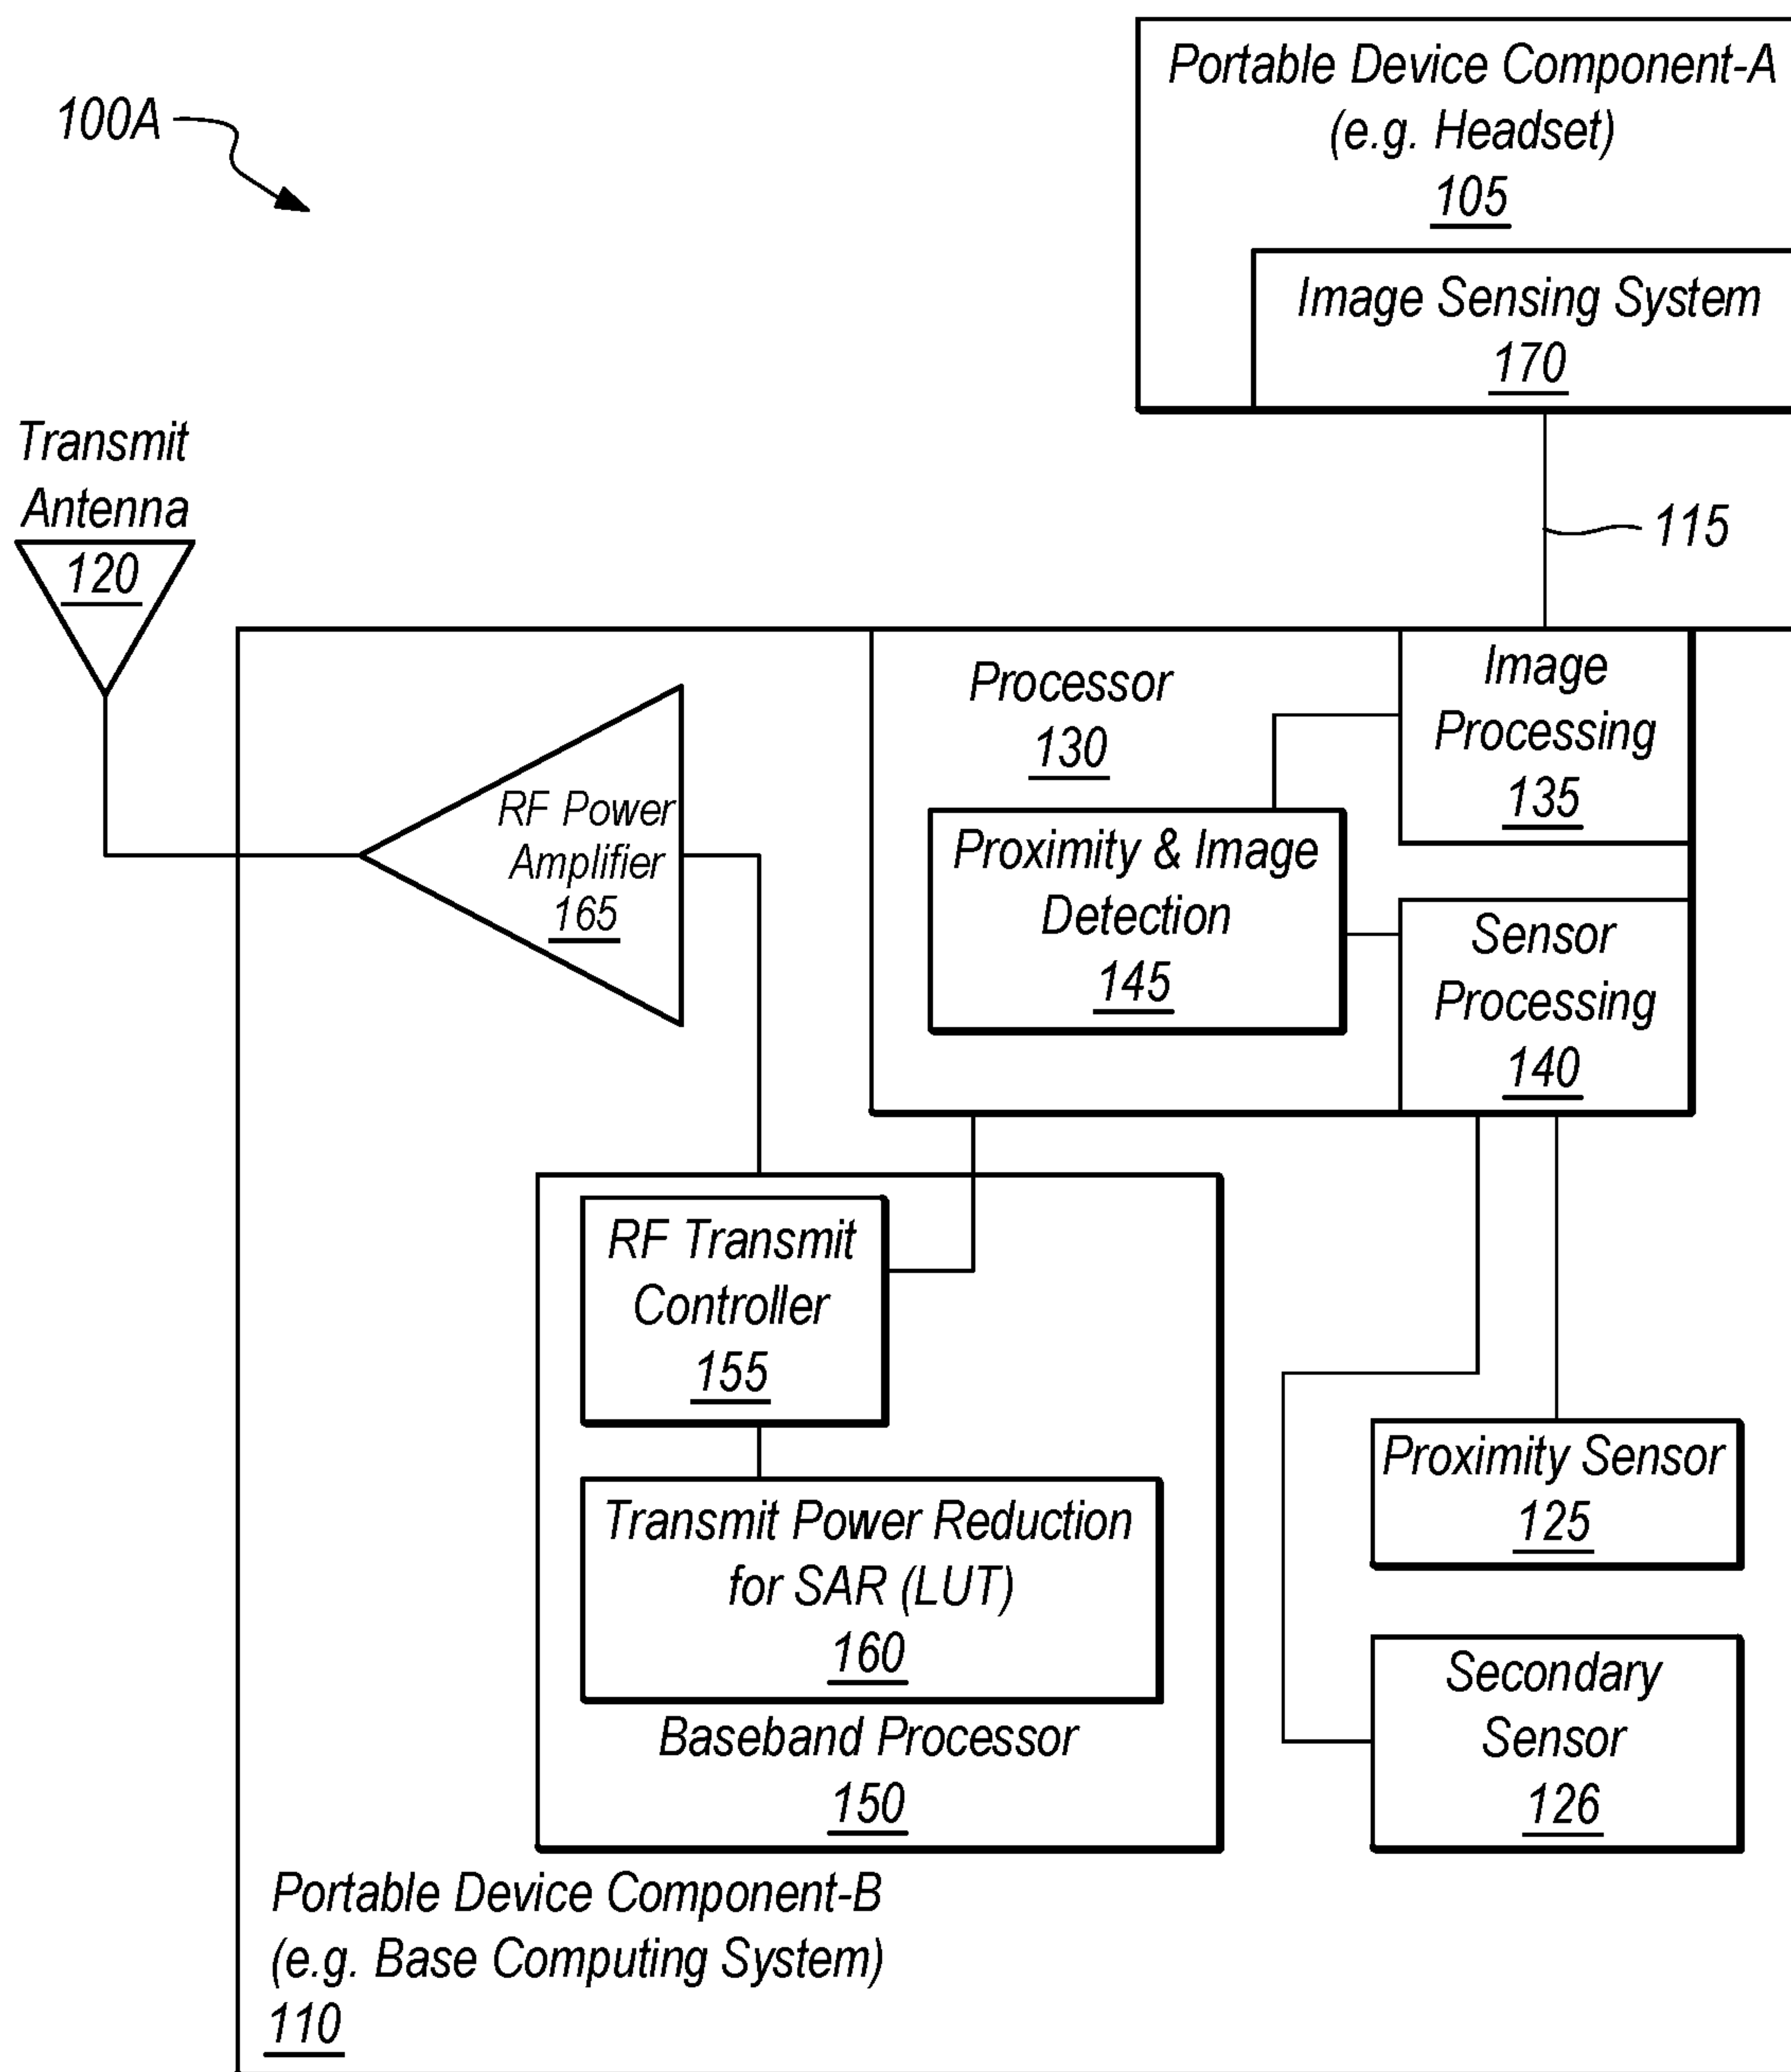 100A
Portable Device Component-A
(e.g. Headset)
105
Image Sensing System
170
Transmit
Antenna
120
115
Processor
130
Image
Processing
135
RF Power
Amplifier
165
Proximity & Image
Detection
145
Sensor
Processing
140
RF Transmit
Controller
155
Proximity Sensor
125
Transmit Power Reduction
for SAR (LUT)
160
Secondary
Sensor
126
Baseband Processor
150
Portable Device Component-B
(e.g. Base Computing System)
110